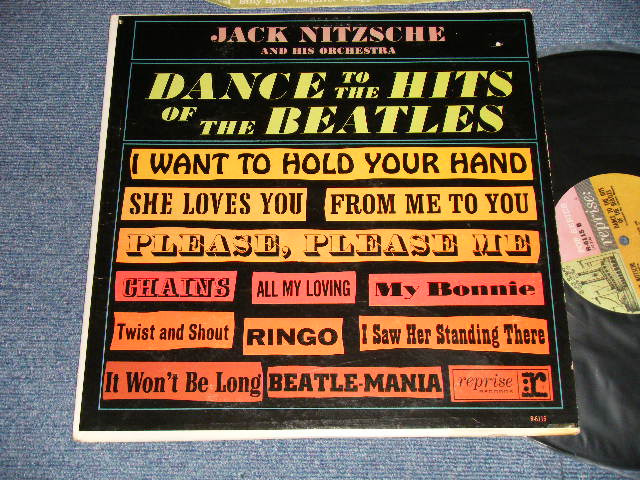 JACK NITZSCHE
AND HIS ORCHESTRA
DANCE TO THE HITS
OF THE BEATLES
I WANT TO HOLD YOUR HAND
SHE LOVES YOU FROM ME TO YOU
PLEASE, PLEASE ME
CHAINS ALL MY LOVING My Bonnie
Twist and Shout RINGO I Saw Her Standing There
It Won't Be Long BEATLE-MANIA reprise RECORDS R
R-6115
reprise: